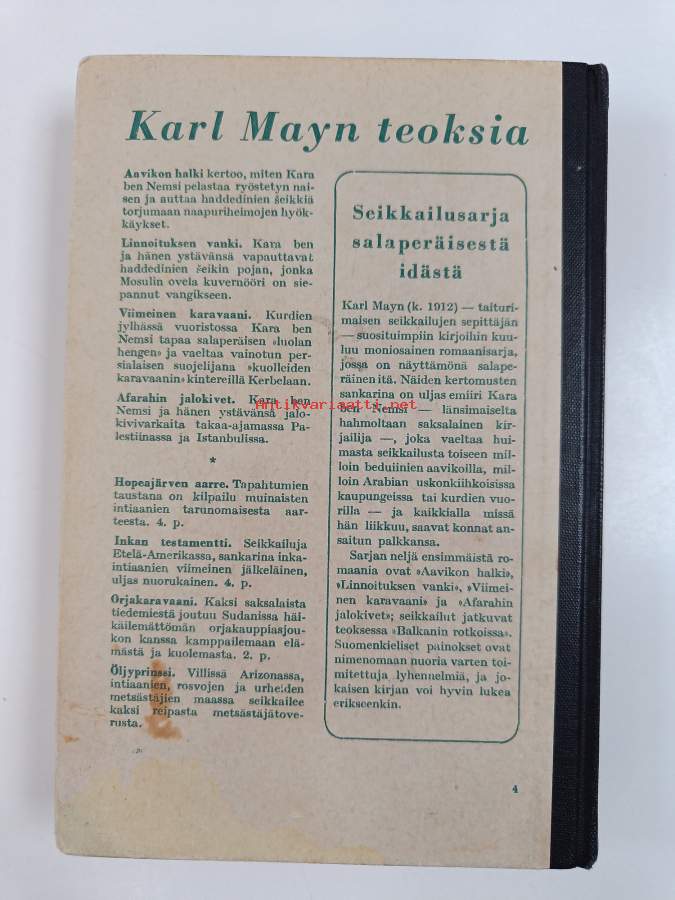 Karl Mayn teoksia
Aavikon halki kertoo, miten Kara
ben Nemsi pelastaa ryöstetyn nai-
sen ja auttaa haddedinien šeikkiä
torjumaan naapuriheimojen hyök-
käykset.
Linnoituksen vanki. Kara ben
ja hänen ystävänsä vapauttavat
haddedinien šeikin pojan, jonka
Mosulin ovela kuvernööri on sie-
pannut vangikseen.
Viimeinen karavaani. Kurdien
jylhässä vuoristossa Kara ben
Nemsi tapaa salaperäisen »luolan
hengen» ja vaeltaa vainotun per-
sialaisen suojelijana »kuolleiden
karavaanin» kintereillä Kerbelaan.
Afarahin jalokivet. Kara ben
Nemsi ja hänen ystävänsä jalo-
kivivarkaita takaa-ajamassa Pa-
lestiinassa ja Istanbulissa.
*
Hopeajärven aarre. Tapahtumien
taustana on kilpailu muinaisten
intiaanien tarunomaisesta aar-
teesta. 4. p.
Inkan testamentti. Seikkailuja
Etelä-Amerikassa, sankarina inka-
intiaanien viimeinen jälkeläinen,
uljas nuorukainen. 4. p.
Orjakaravaani. Kaksi saksalaista
tiedemiestä joutuu Sudanissa häi-
käilemättömän orjakauppiasjou-
kon kanssa kamppailemaan elä-
mästä ja kuolemasta. 2. p.
Öljyprinssi. Villissä Arizonassa,
intiaanien, rosvojen ja urheiden
metsästäjien maassa seikkailee
kaksi reipasta metsästäjätove-
rusta.
Seikkailusarja
salaperäisestä
idästä
Karl Mayn (k. 1912) — taituri-
maisen seikkailujen sepittäjän
— suosituimpiin kirjoihin kuu-
luu moniosainen romaanisarja,
jossa on näyttämönä salape-
räinen itä. Näiden kertomusten
sankarina on uljas emiiri Kara
ben Nemsi — länsimaiselta
hahmoltaan saksalainen kir-
jailija —, joka vaeltaa hui-
masta seikkailusta toiseen mil-
loin beduiinien aavikoilla, mil-
loin Arabian uskonkiihkoisissa
kaupungeissa tai kurdien vuo-
rilla — ja kaikkialla missä
hän liikkuu, saavat konnat an-
saitun palkkansa.
Sarjan neljä ensimmäistä ro-
maania ovat »Aavikon halki»,
»Linnoituksen vanki», »Viimei-
nen karavaani» ja »Afarahin
jalokivet»; seikkailut jatkuvat
teoksessa »Balkanin rotkoissa».
Suomenkieliset painokset ovat
nimenomaan nuoria varten toi-
mitettuja lyhennelmiä, ja jo-
kaisen kirjan voi hyvin lukea
erikseenkin.
4
Antikvariaatti.net